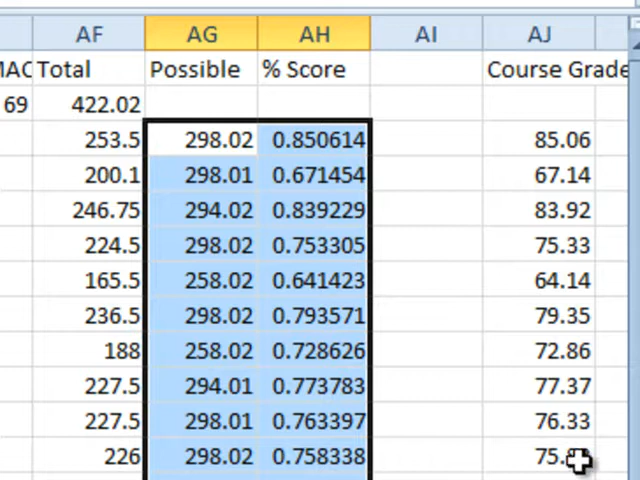 AF AG AH AI AJ
Total Possible % Score Course Grade
69 422.02
253.5 298.02 0.850614 85.06
200.1 298.01 0.671454 67.14
246.75 294.02 0.839229 83.92
224.5 298.02 0.753305 75.33
165.5 258.02 0.641423 64.14
236.5 298.02 0.793571 79.35
188 258.02 0.728626 72.86
227.5 294.01 0.773783 77.37
227.5 298.01 0.763397 76.33
226 298.02 0.758338